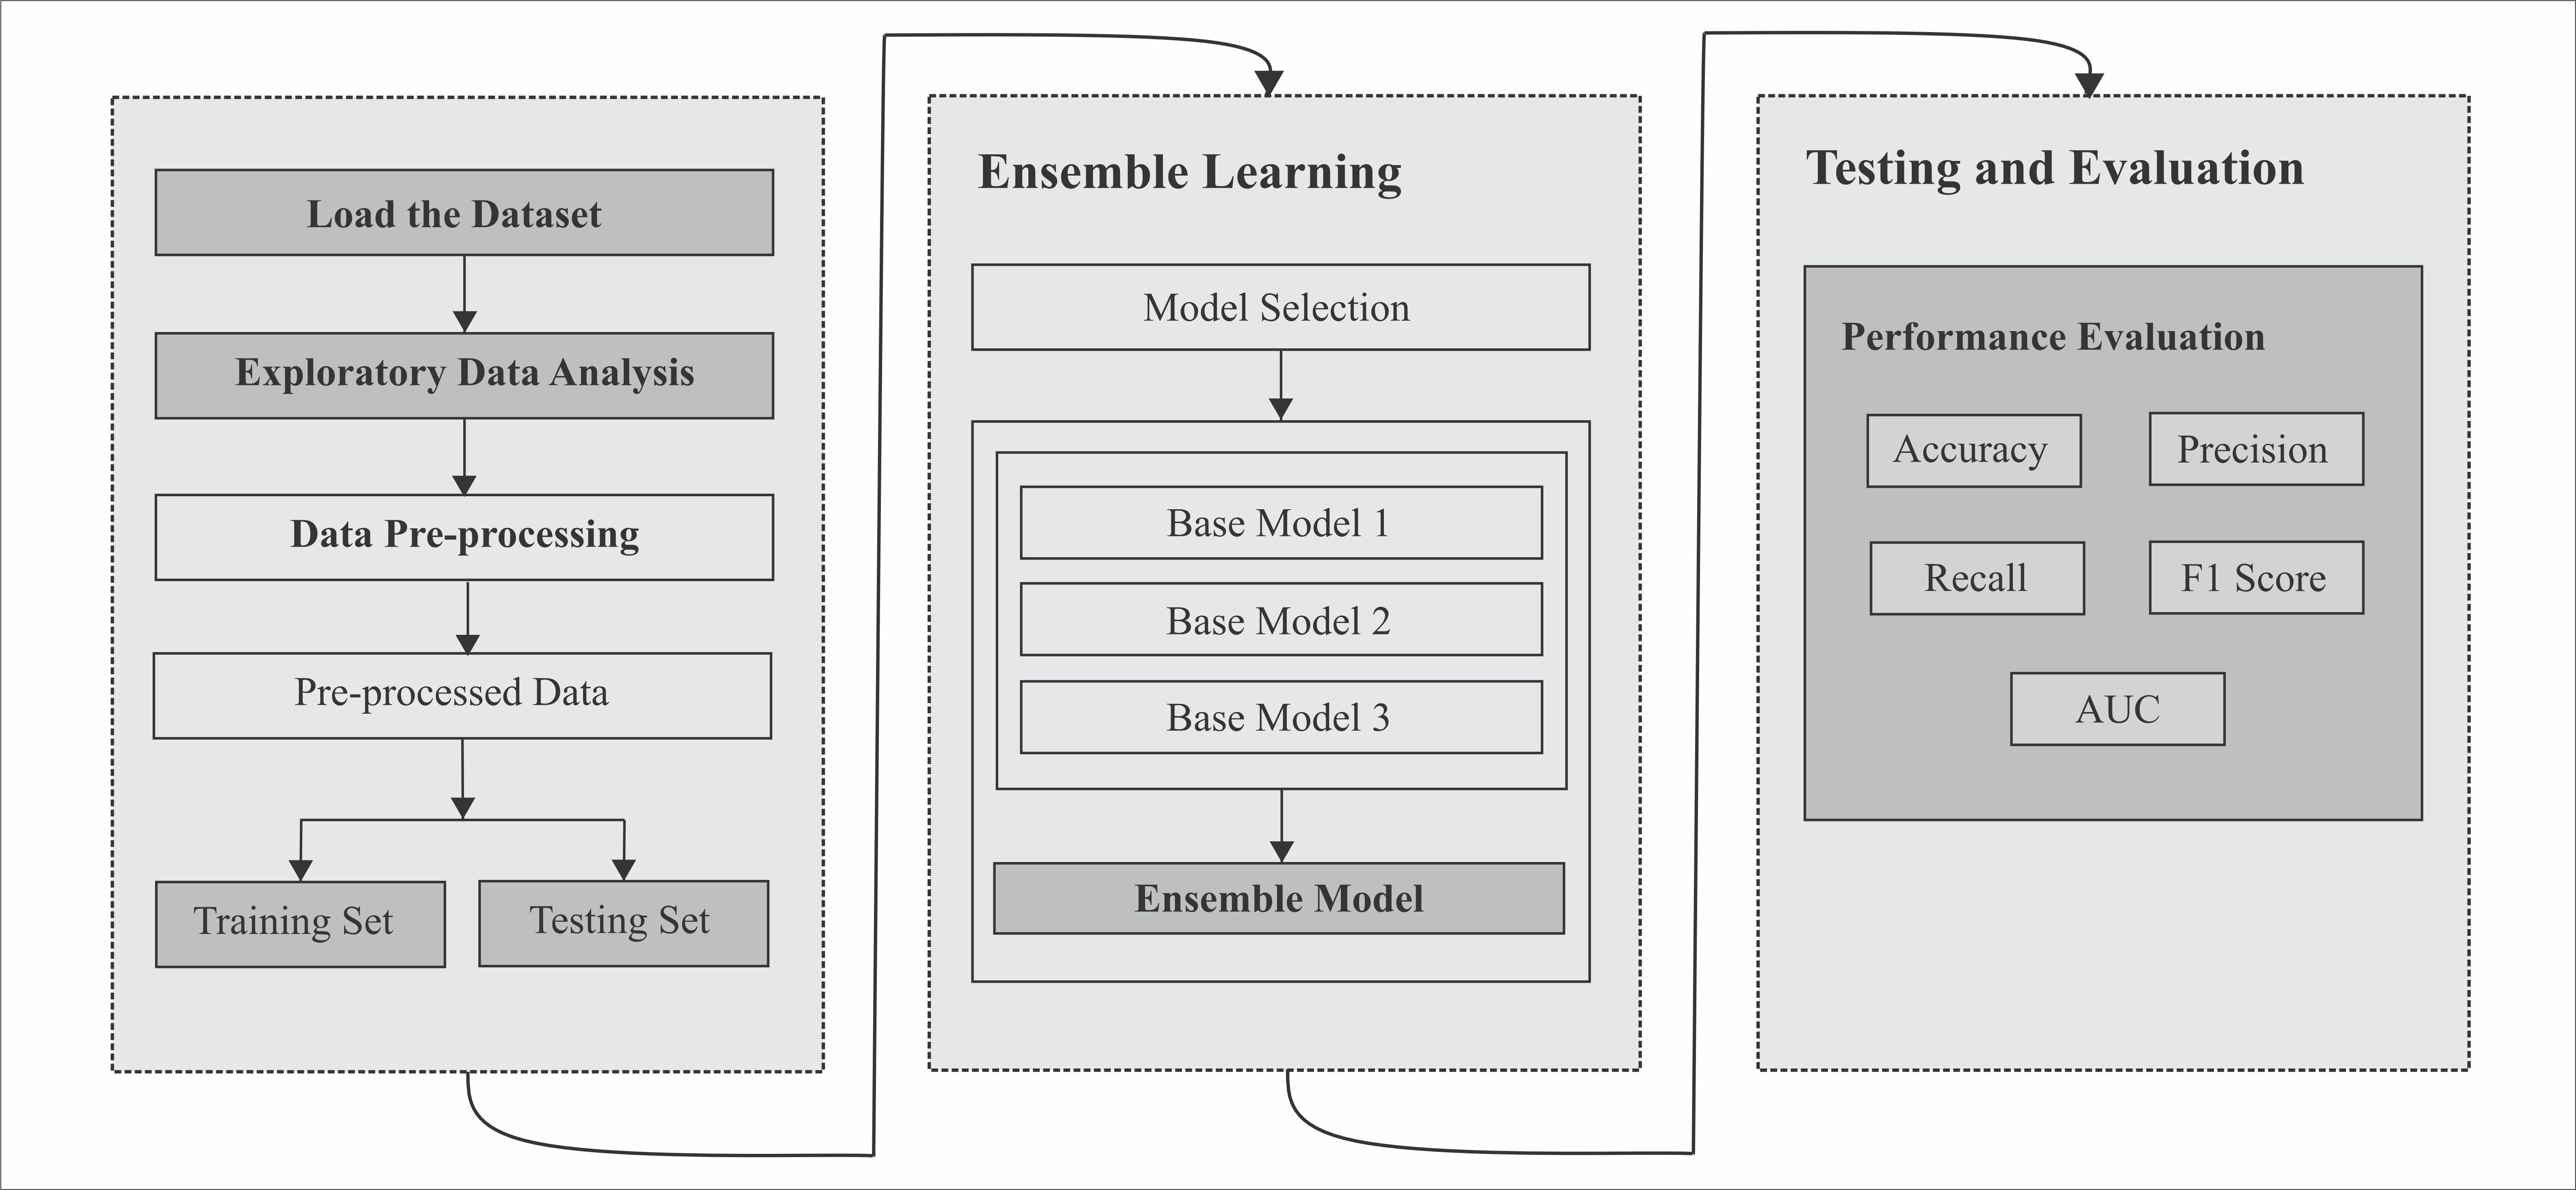 Load the Dataset
Exploratory Data Analysis
Data Pre-processing
Pre-processed Data
Training Set
Testing Set
Ensemble Learning
Model Selection
Base Model 1
Base Model 2
Base Model 3
Ensemble Model
Testing and Evaluation
Performance Evaluation
Accuracy
Precision
Recall
F1 Score
AUC